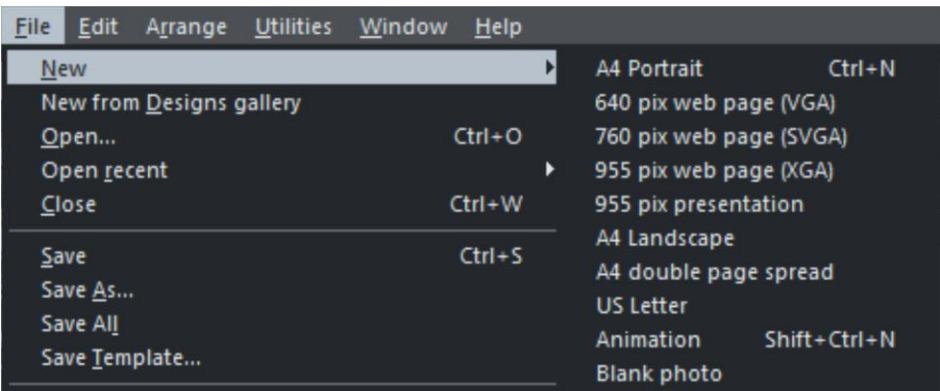 File Edit Arrange Utilities Window Help
New
New from Designs gallery
Open... Ctrl+O
Open recent
Close Ctrl+W
Save Ctrl+S
Save As...
Save All
Save Template...
A4 Portrait Ctrl+N
640 pix web page (VGA)
760 pix web page (SVGA)
955 pix web page (XGA)
955 pix presentation
A4 Landscape
A4 double page spread
US Letter
Animation Shift+Ctrl+N
Blank photo